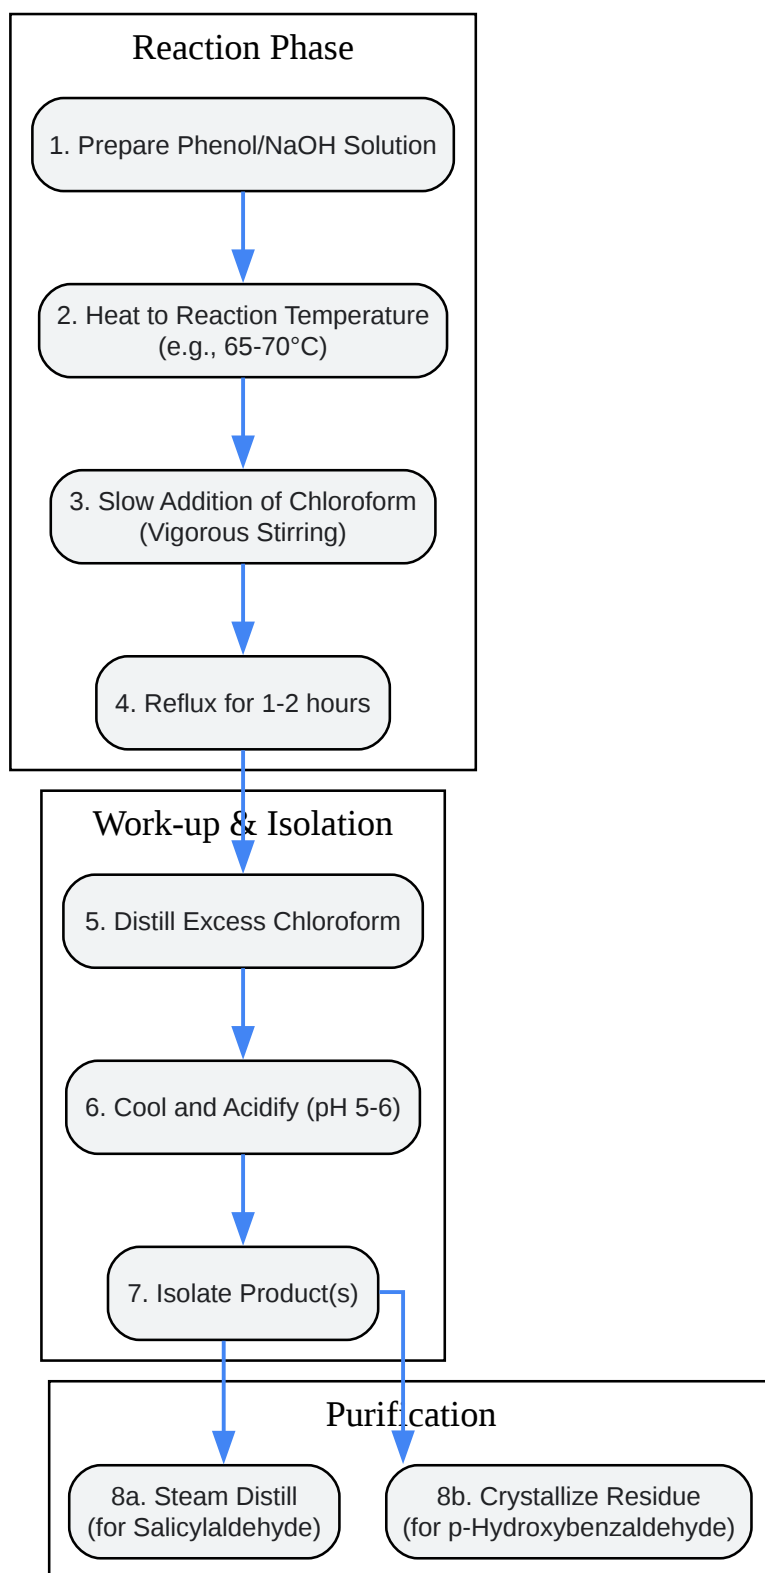 Reaction Phase
1. Prepare Phenol/NaOH Solution
2. Heat to Reaction Temperature
(e.g., 65-70°C)
3. Slow Addition of Chloroform
(Vigorous Stirring)
4. Reflux for 1-2 hours
Work-up & Isolation
5. Distill Excess Chloroform
6. Cool and Acidify (pH 5-6)
7. Isolate Product(s)
Purification
8a. Steam Distill
(for Salicylaldehyde)
8b. Crystallize Residue
(for p-Hydroxybenzaldehyde)